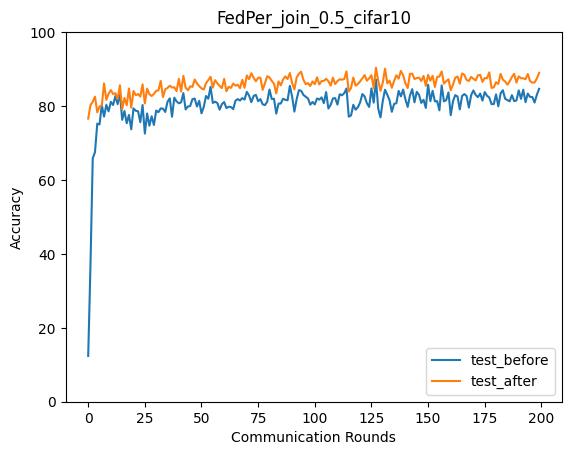 FedPer_join_0.5_cifar10
Accuracy
100
80
60
40
20
0
0 25 50 75 100 125 150 175 200
Communication Rounds
test_before
test_after